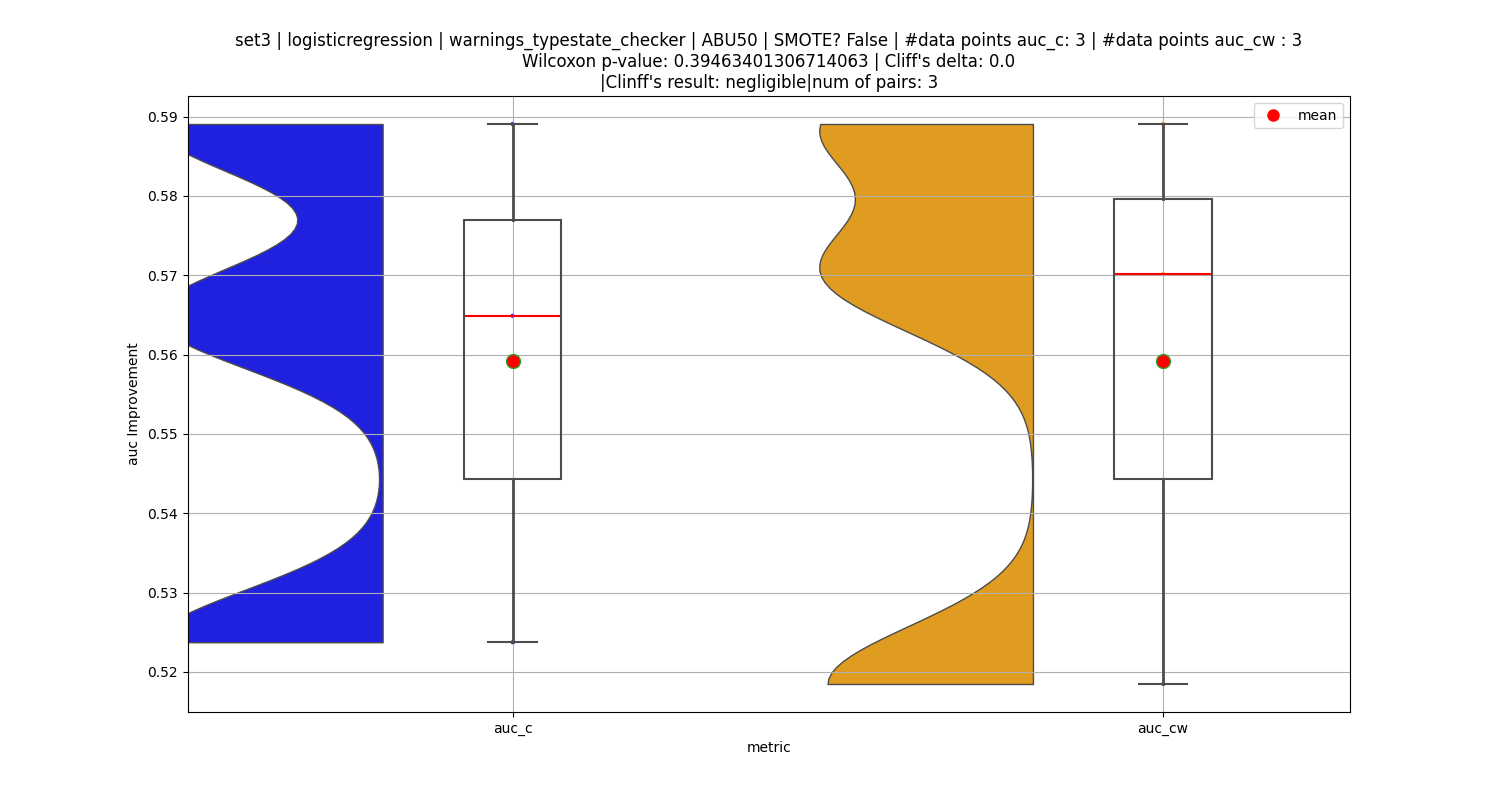 set3 | logisticregression | warnings_typestate_checker | ABU50 | SMOTE? False | #data points auc_c: 3 | #data points auc_cw : 3
Wilcoxon p-value: 0.39463401306714063 | Cliff's delta: 0.0
|Clinff's result: negligible|num of pairs: 3
mean
0.59
0.58
0.57
0.56
0.55
0.54
0.53
0.52
auc Improvement
auc_c
auc_cw
metric